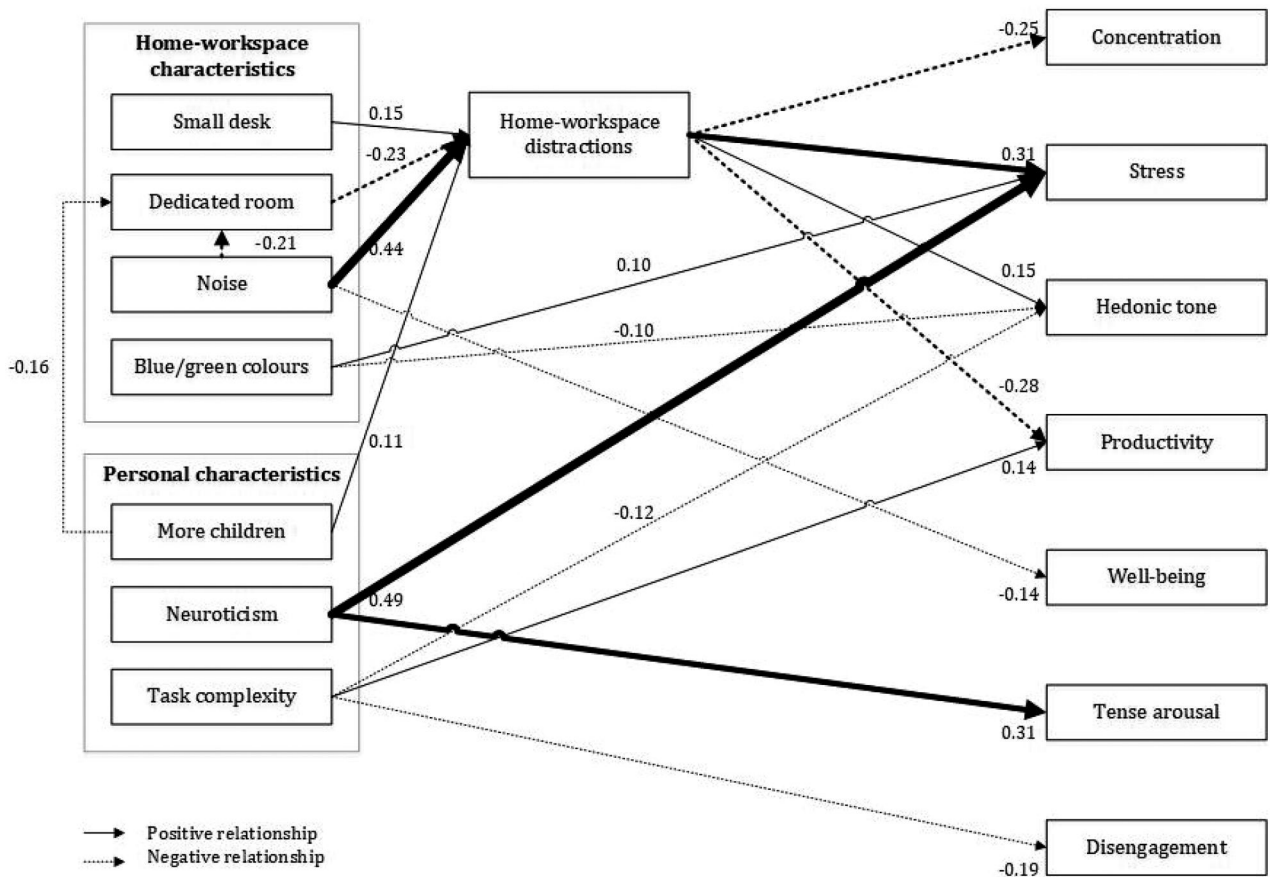 Home-workspace
characteristics
Small desk
Dedicated room
Noise
Blue/green colours
Personal characteristics
More children
Neuroticism
Task complexity
Home-workspace
distractions
Concentration
Stress
Hedonic tone
Productivity
Well-being
Tense arousal
Disengagement
0.15
-0.23
-0.21
0.44
-0.16
0.11
0.49
0.10
-0.10
-0.12
-0.25
0.31
0.15
-0.28
0.14
-0.14
0.31
-0.19
Positive relationship
Negative relationship